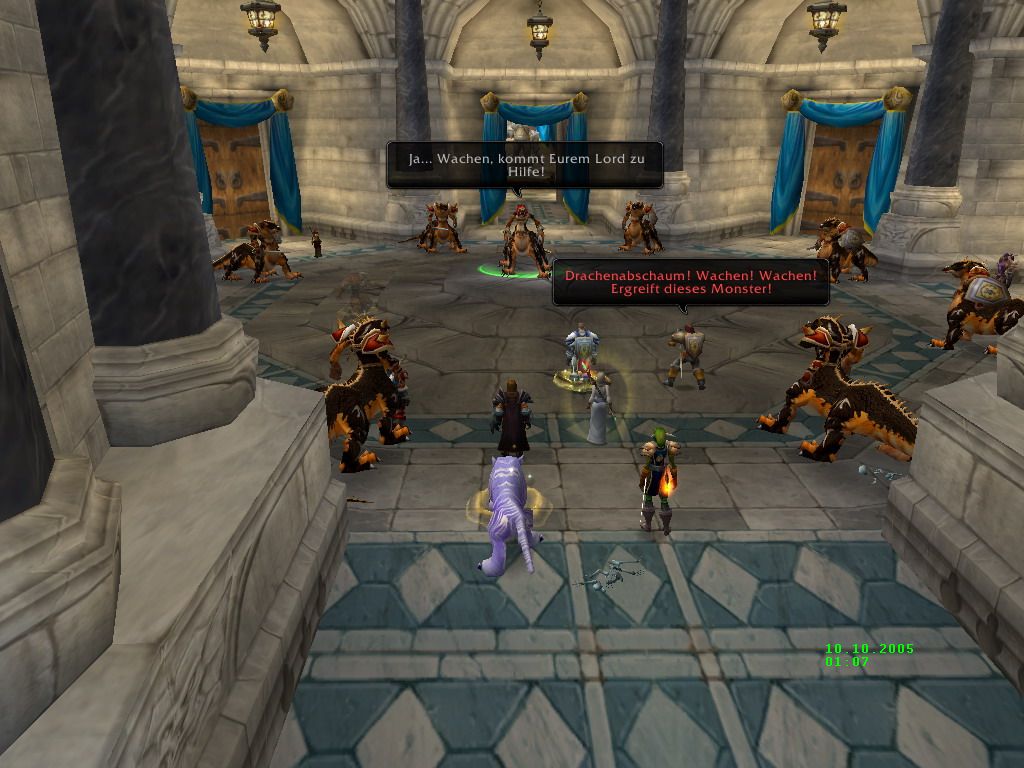 Ja... Wachen, kommt Eurem Lord zu
Hilfe!
Drachenabschaum! Wachen! Wachen!
Ergreift dieses Monster!
10.10.2005
01:07